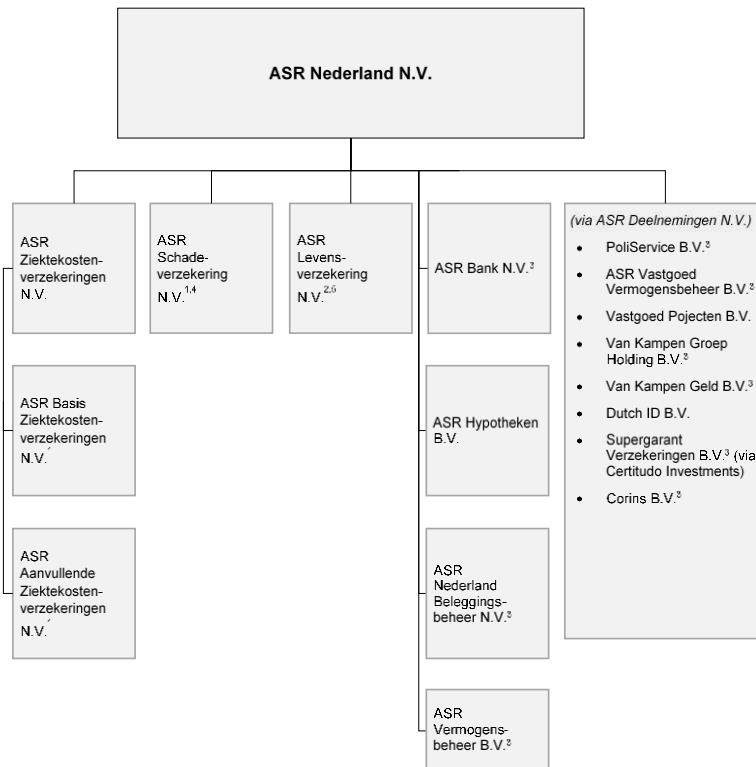 ASR Nederland N.V.
ASR
Ziektekosten-
verzekeringen
N.V.
ASR
Schade-
verzekering
N.V.¹,⁴
ASR
Levens-
verzekering
N.V.²,⁵
ASR Bank N.V.³
(via ASR Deelnemingen N.V.)
• PoliService B.V.³
• ASR Vastgoed
Vermogensbeheer B.V.³
• Vastgoed Pojecten B.V.
• Van Kampen Groep
Holding B.V.³
• Van Kampen Geld B.V.³
• Dutch ID B.V.
• Supergarant
Verzekeringen B.V.³ (via
Certitudo Investments)
• Corins B.V.³
ASR Basis
Ziektekosten-
verzekeringen
N.V.
ASR Hypotheken
B.V.
ASR
Aanvullende
Ziektekosten-
verzekeringen
N.V.
ASR
Nederland
Beleggings-
beheer N.V.³
ASR
Vermogens-
beheer B.V.³